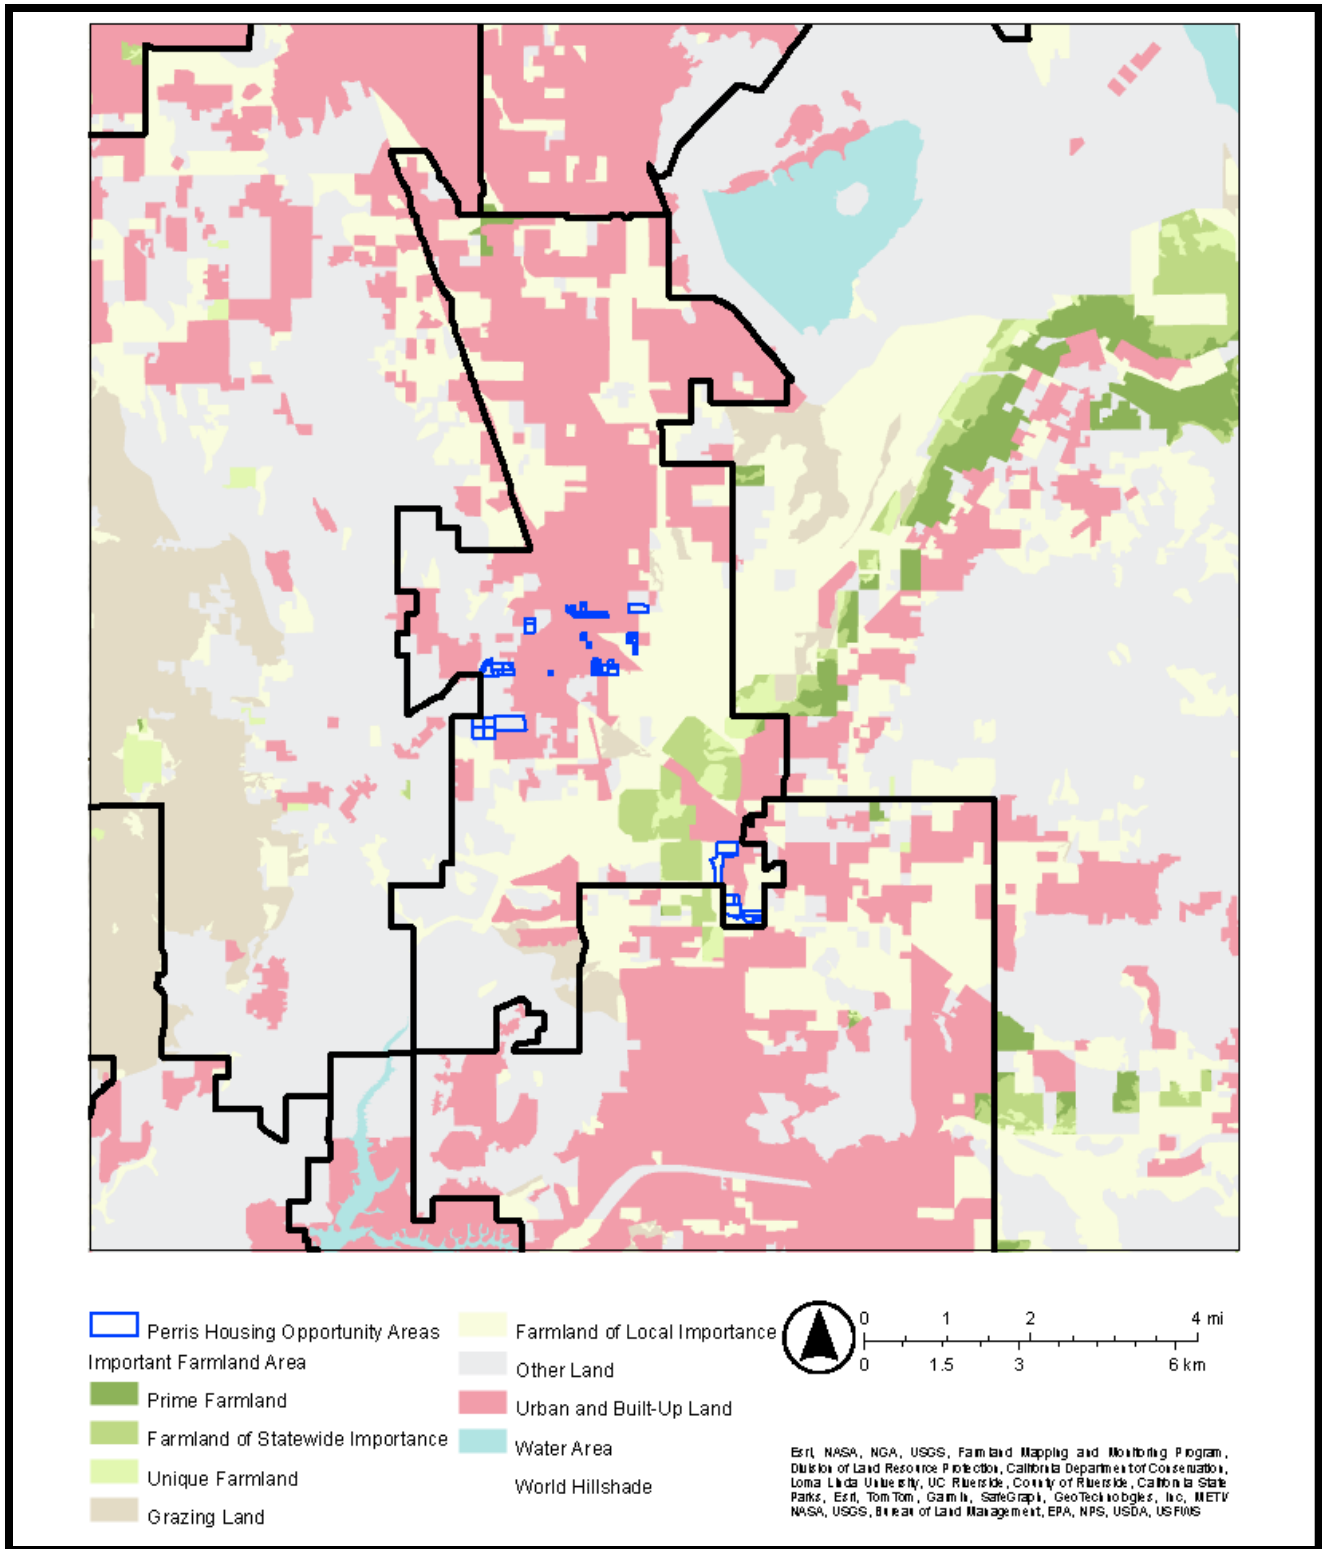 Perris Housing Opportunity Areas
Important Farmland Area
Prime Farmland
Farmland of Statewide Importance
Unique Farmland
Grazing Land
Farmland of Local Importance
Other Land
Urban and Built-Up Land
Water Area
World Hillshade
0 1 2 4 mi
0 1.5 3 6 km
Esri, NASA, NGA, USGS, Farmland Mapping and Monitoring Program,
Division of Land Resource Protection, California Department of Conservation,
Loma Linda University, UC Riverside, County of Riverside, California State
Parks, Esri, TomTom, Garmin, SafeGraph, GeoTechnologies, Inc, METI/
NASA, USGS, Bureau of Land Management, EPA, NPS, USDA, USFWS